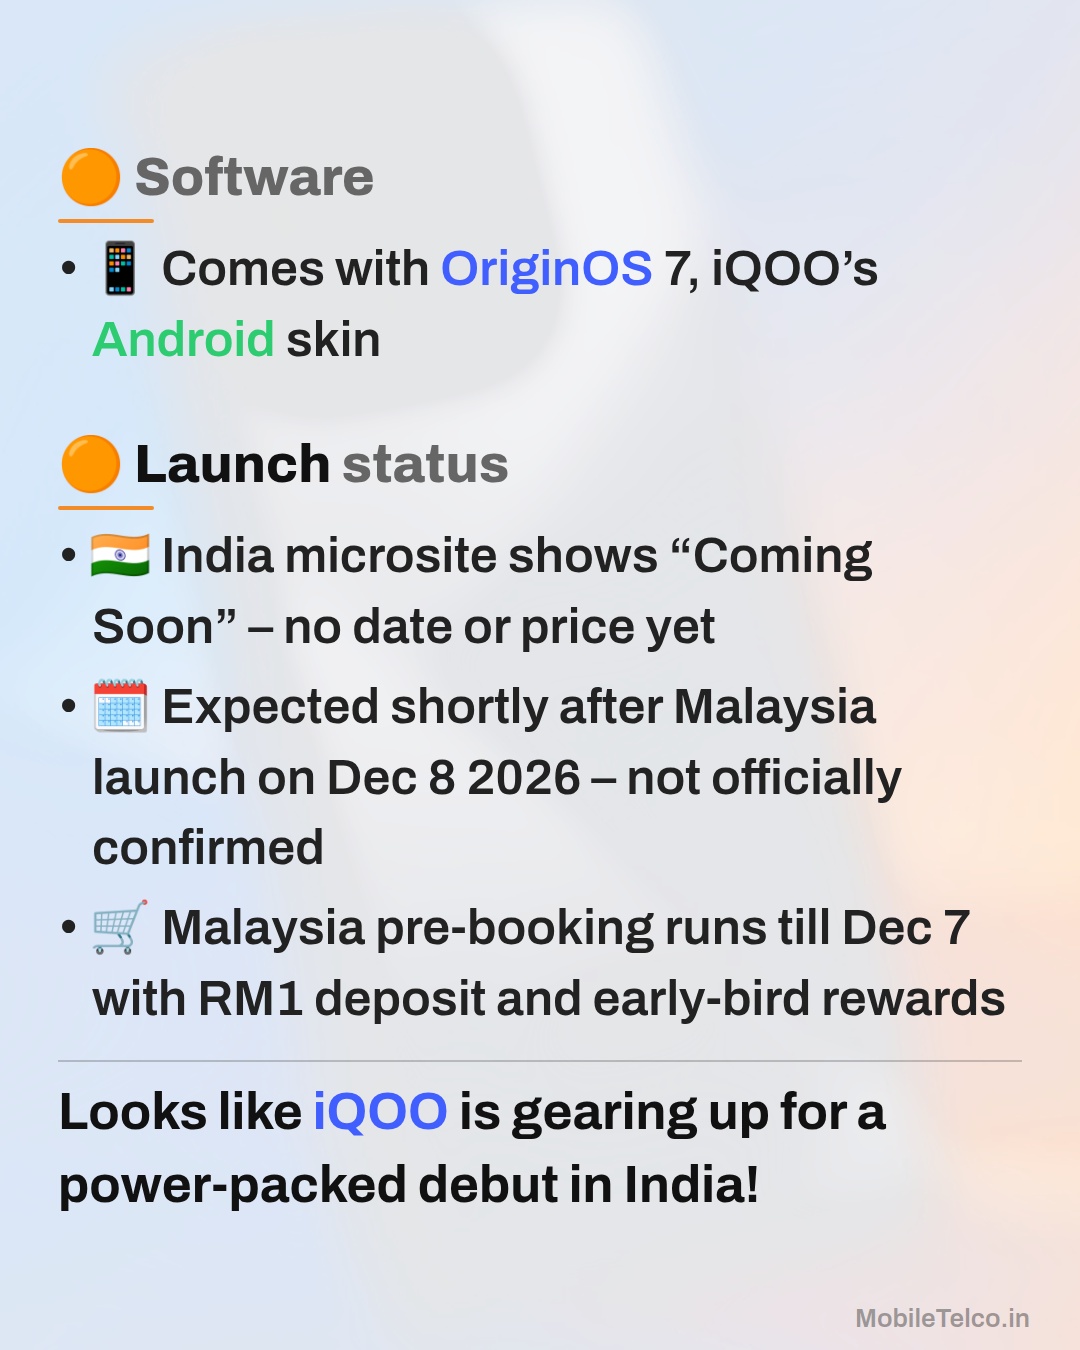 🟠 Software
• 📱 Comes with OriginOS 7, iQOO’s
Android skin
🟠 Launch status
• 🇮🇳 India microsite shows “Coming
Soon” – no date or price yet
• 🗓️ Expected shortly after Malaysia
launch on Dec 8 2026 – not officially
confirmed
• 🛒 Malaysia pre-booking runs till Dec 7
with RM1 deposit and early-bird rewards
Looks like iQOO is gearing up for a
power-packed debut in India!
MobileTelco.in